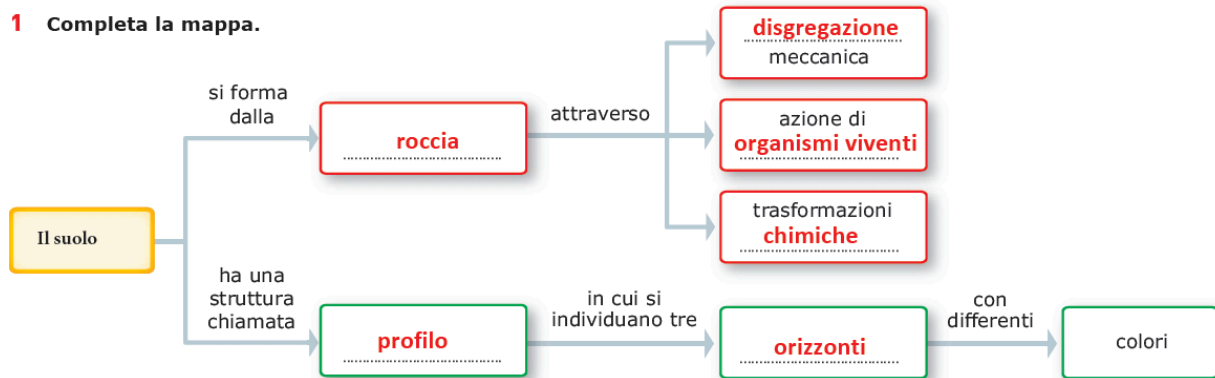 1 Completa la mappa.
disgregazione
meccanica
si forma
dalla
attraverso
roccia
azione di
organismi viventi
trasformazioni
chimiche
Il suolo
ha una
struttura
chiamata
profilo
in cui si
individuano tre
orizzonti
con
differenti
colori